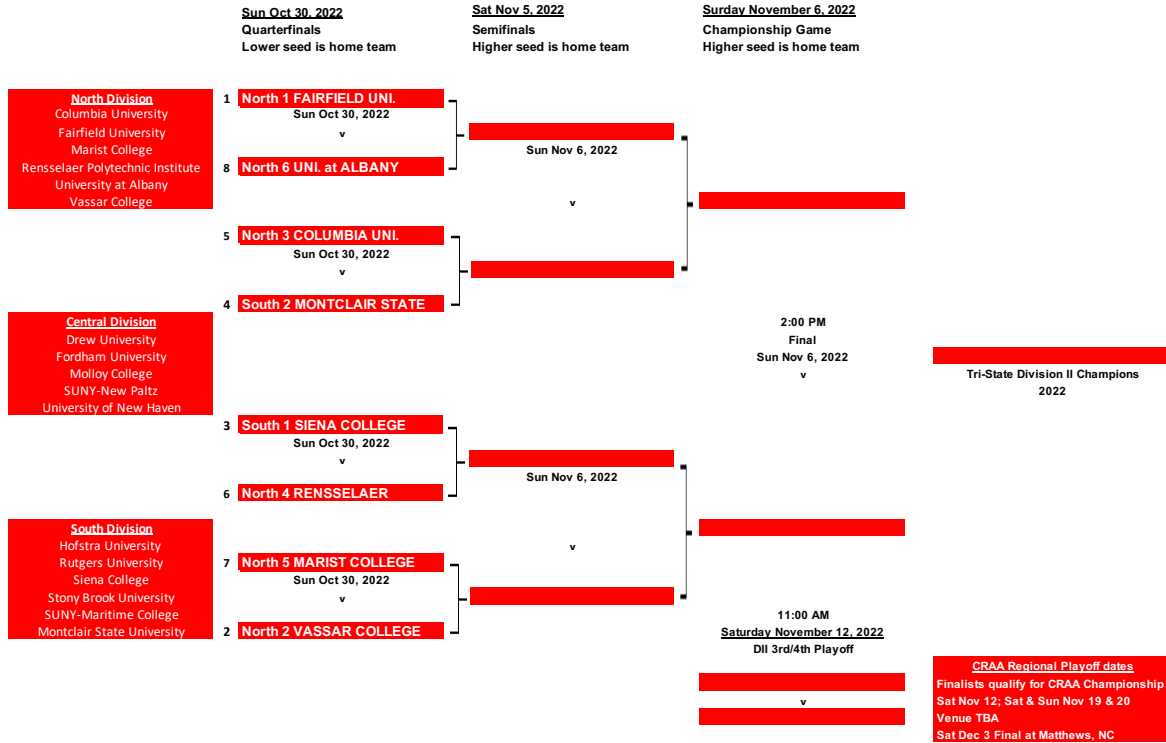 Sun Oct 30, 2022
Quarterfinals
Lower seed is home team
Sat Nov 5, 2022
Semifinals
Higher seed is home team
Surday November 6, 2022
Championship Game
Higher seed is home team
North Division
Columbia University
Fairfield University
Marist College
Rensselaer Polytechnic Institute
University at Albany
Vassar College
1 North 1 FAIRFIELD UNI.
Sun Oct 30, 2022
v
8 North 6 UNI. at ALBANY
Sun Nov 6, 2022
v
5 North 3 COLUMBIA UNI.
Sun Oct 30, 2022
v
4 South 2 MONTCLAIR STATE
Central Division
Drew University
Fordham University
Molloy College
SUNY-New Paltz
University of New Haven
2:00 PM
Final
Sun Nov 6, 2022
v
Tri-State Division II Champions
2022
3 South 1 SIENA COLLEGE
Sun Oct 30, 2022
v
6 North 4 RENSSELAER
Sun Nov 6, 2022
v
South Division
Hofstra University
Rutgers University
Siena College
Stony Brook University
SUNY-Maritime College
Montclair State University
7 North 5 MARIST COLLEGE
Sun Oct 30, 2022
v
2 North 2 VASSAR COLLEGE
11:00 AM
Saturday November 12, 2022
DII 3rd/4th Playoff
v
CRAA Regional Playoff dates
Finalists qualify for CRAA Championship
Sat Nov 12; Sat & Sun Nov 19 & 20
Venue TBA
Sat Dec 3 Final at Matthews, NC